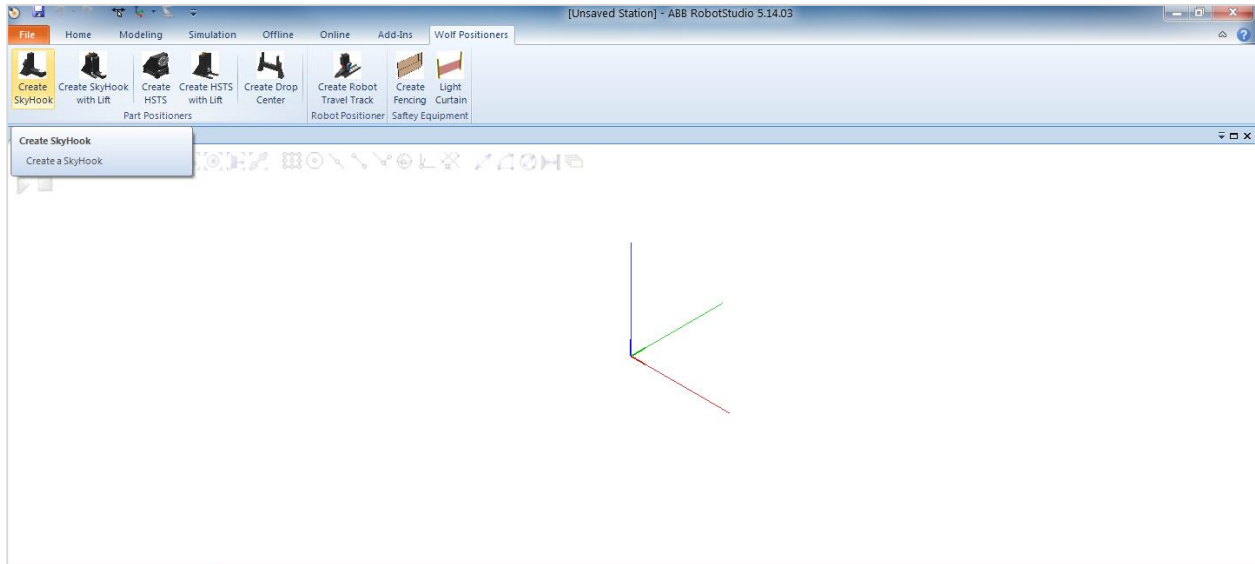 [Unsaved Station] - ABB RobotStudio 5.14.03
File Home Modeling Simulation Offline Online Add-Ins Wolf Positioners
Create Create SkyHook Create Create HSTS Create Drop Create Robot Create Light
SkyHook with Lift HSTS with Lift Center Travel Track Fencing Curtain
Part Positioners Robot Positioner Saftey Equipment
Create SkyHook
Create a SkyHook